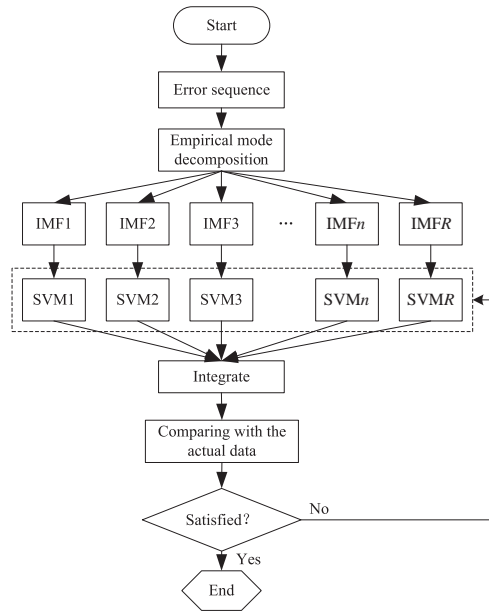 Start
Error sequence
Empirical mode
decomposition
IMF1 IMF2 IMF3 ... IMFn IMFR
SVM1 SVM2 SVM3 SVMn SVMR
Integrate
Comparing with the
actual data
Satisfied? No
Yes
End